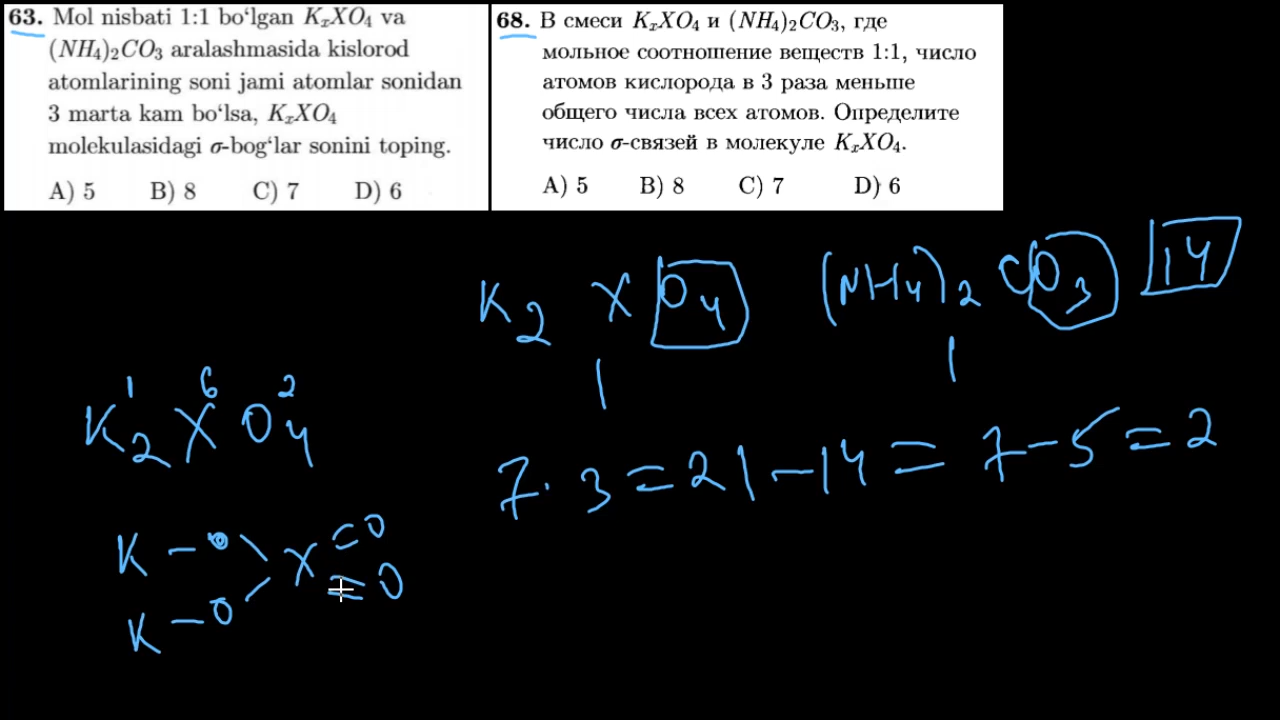 63. Mol nisbati 1:1 bo‘lgan KₓXO₄ va
(NH₄)₂CO₃ aralashmasida kislorod
atomlarining soni jami atomlar sonidan
3 marta kam bo‘lsa, KₓXO₄
molekulasidagi σ-bog‘lar sonini toping.
A) 5 B) 8 C) 7 D) 6
68. В смеси KₓXO₄ и (NH₄)₂CO₃, где
мольное соотношение веществ 1:1, число
атомов кислорода в 3 раза меньше
общего числа всех атомов. Определите
число σ-связей в молекуле KₓXO₄.
A) 5 B) 8 C) 7 D) 6
K₂ X O₄ (NH₄)₂ CO₃ 14
1 1
7 · 3 = 21 - 14 = 7 - 5 = 2
1 6 2
K₂ X O₄
K - O \ X = O
K - O / = O